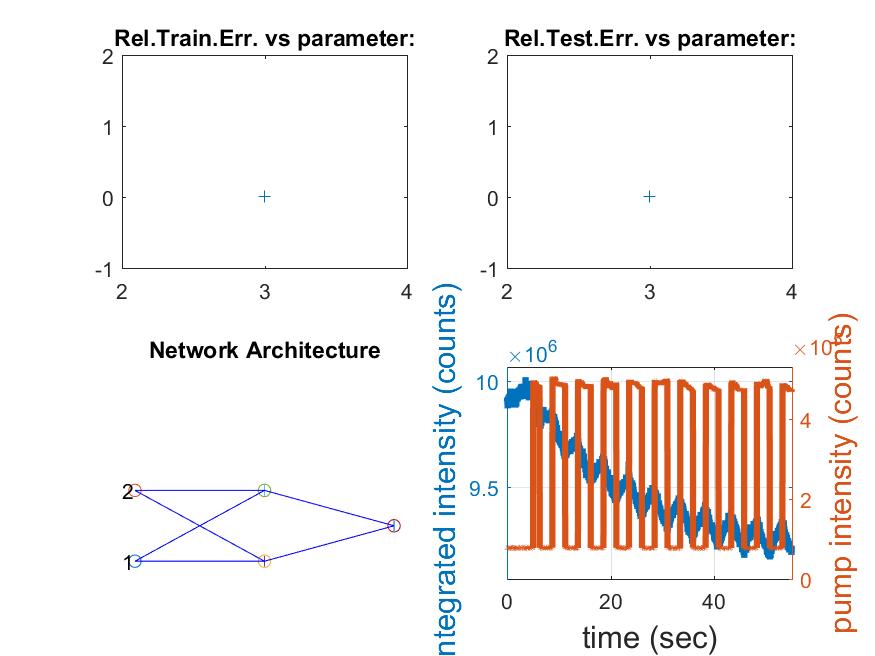 Rel.Train.Err. vs parameter:
2
1
0
-1
2 3 4
Rel.Test.Err. vs parameter:
2
1
0
-1
2 3 4
Network Architecture
2
1
ntegrated intensity (counts)
×10⁶
10
9.5
0 20 40
time (sec)
×10
4
2
0
pump intensity (counts)